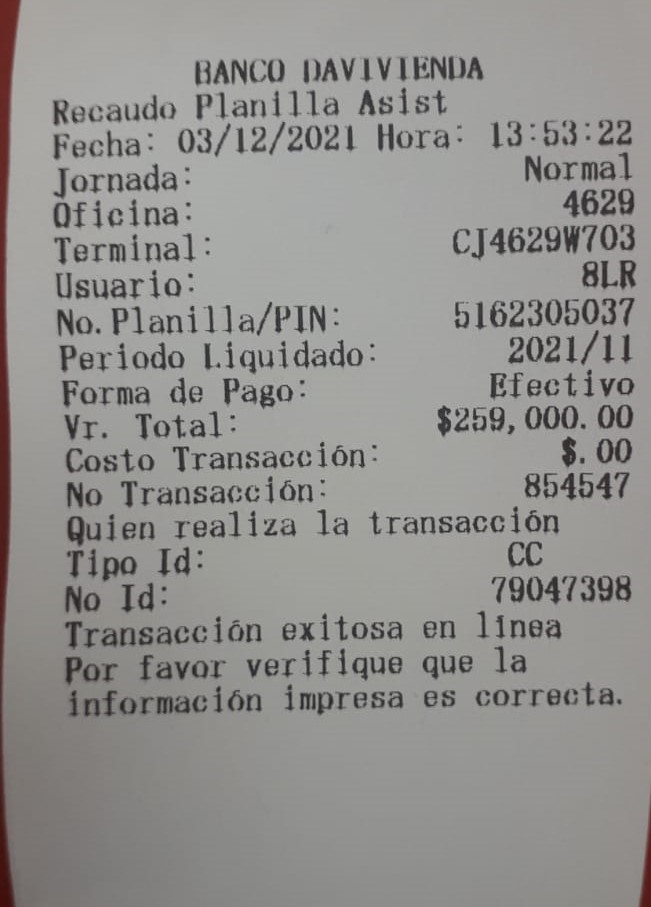 BANCO DAVIVIENDA
Recaudo Planilla Asist
Fecha: 03/12/2021 Hora: 13:53:22
Jornada: Normal
Oficina: 4629
Terminal: CJ4629W703
Usuario: 8LR
No.Planilla/PIN: 5162305037
Periodo Liquidado: 2021/11
Forma de Pago: Efectivo
Vr. Total: $259,000.00
Costo Transacción: $.00
No Transacción: 854547
Quien realiza la transacción
Tipo Id: CC
No Id: 79047398
Transacción exitosa en línea
Por favor verifique que la
información impresa es correcta.